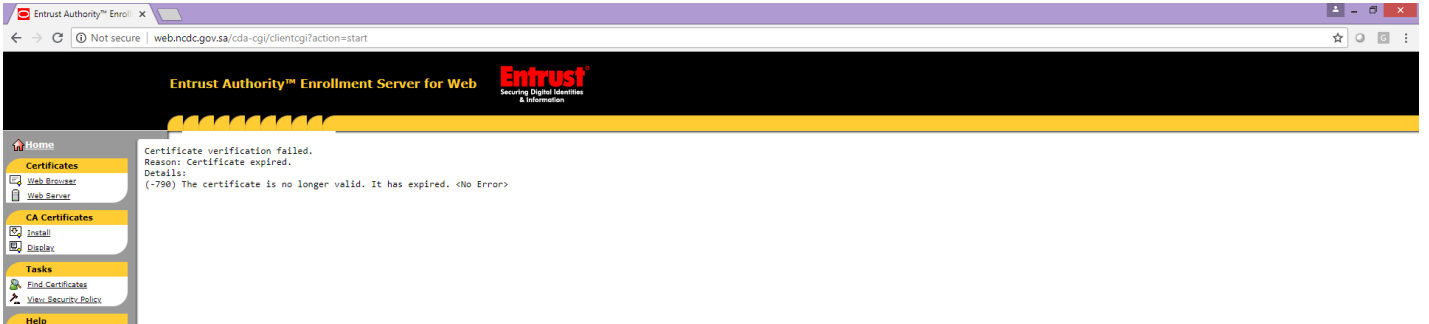 Entrust Authority™ Enroll
Not secure | web.ncdc.gov.sa/cda-cgi/clientcgi?action=start
Entrust Authority™ Enrollment Server for Web
Entrust®
Securing Digital Identities
& Information
Home
Certificates
Web Browser
Web Server
CA Certificates
Install
Display
Tasks
Find Certificates
View Security Policy
Help
Certificate verification failed.
Reason: Certificate expired.
Details:
(-790) The certificate is no longer valid. It has expired. <No Error>